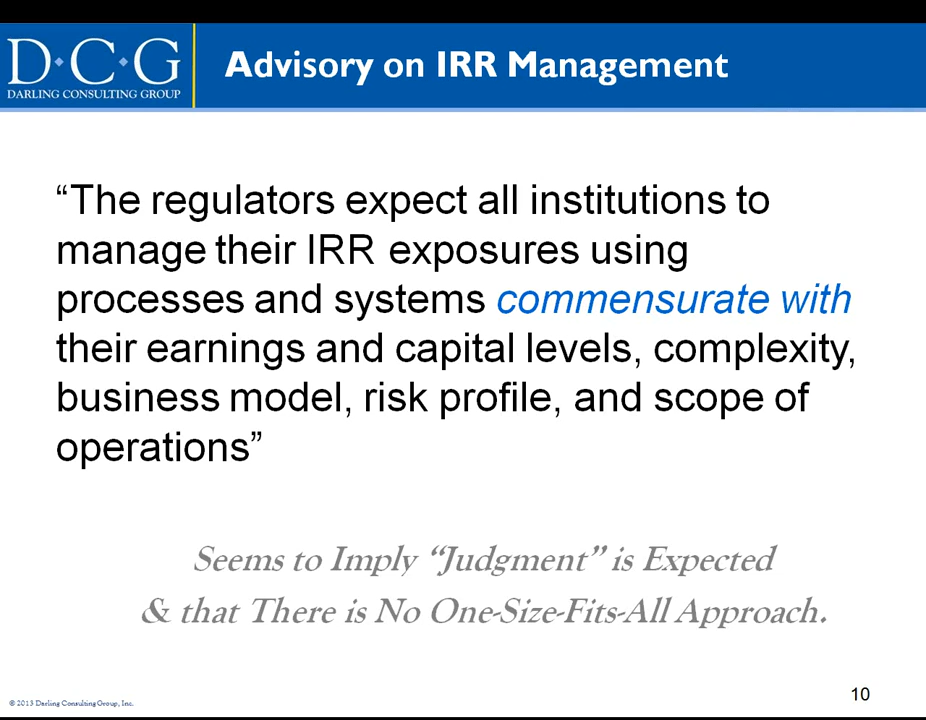 D·C·G
DARLING CONSULTING GROUP
Advisory on IRR Management
“The regulators expect all institutions to
manage their IRR exposures using
processes and systems commensurate with
their earnings and capital levels, complexity,
business model, risk profile, and scope of
operations”
Seems to Imply “Judgment” is Expected
& that There is No One-Size-Fits-All Approach.
© 2013 Darling Consulting Group, Inc.
10